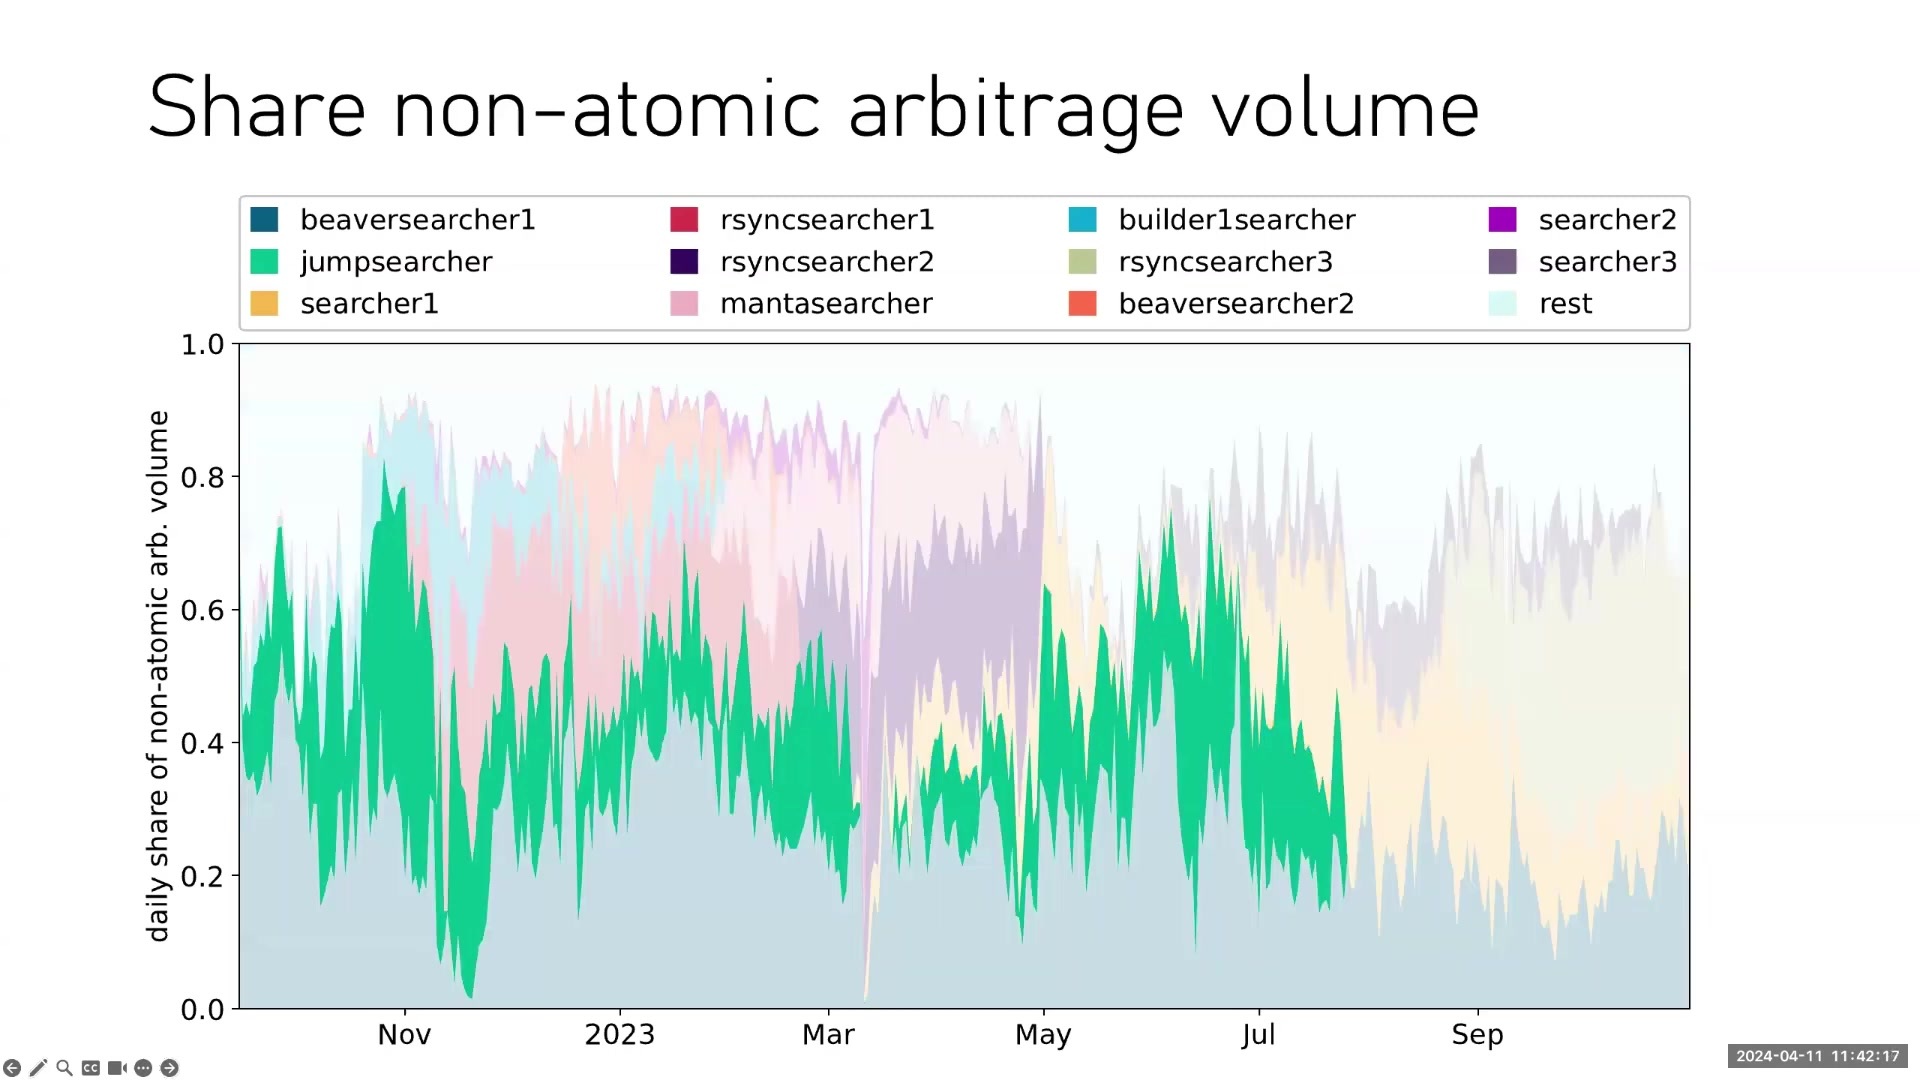 Share non-atomic arbitrage volume
beaversearcher1 rsyncsearcher1 builder1searcher searcher2
jumpsearcher rsyncsearcher2 rsyncsearcher3 searcher3
searcher1 mantasearcher beaversearcher2 rest
daily share of non-atomic arb. volume
1.0
0.8
0.6
0.4
0.2
0.0
Nov 2023 Mar May Jul Sep
CC
2024-04-11 11:42:17